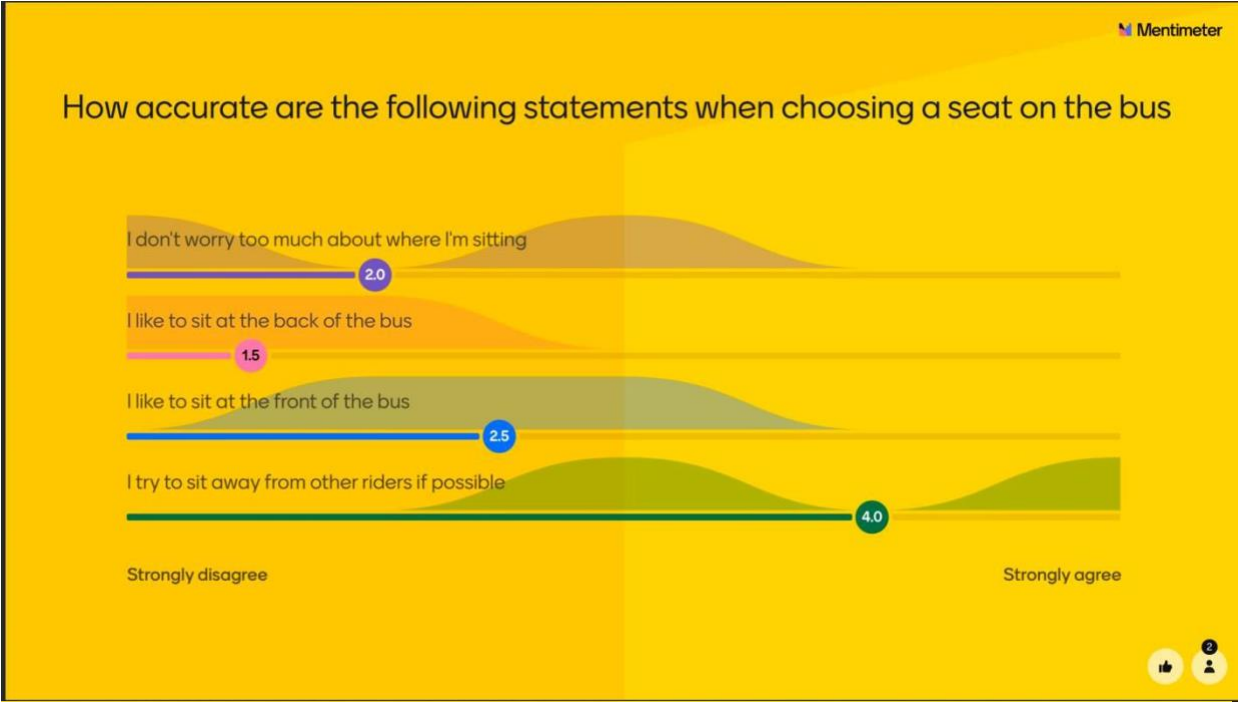 Mentimeter
How accurate are the following statements when choosing a seat on the bus
I don't worry too much about where I'm sitting
2.0
I like to sit at the back of the bus
1.5
I like to sit at the front of the bus
2.5
I try to sit away from other riders if possible
4.0
Strongly disagree Strongly agree
2